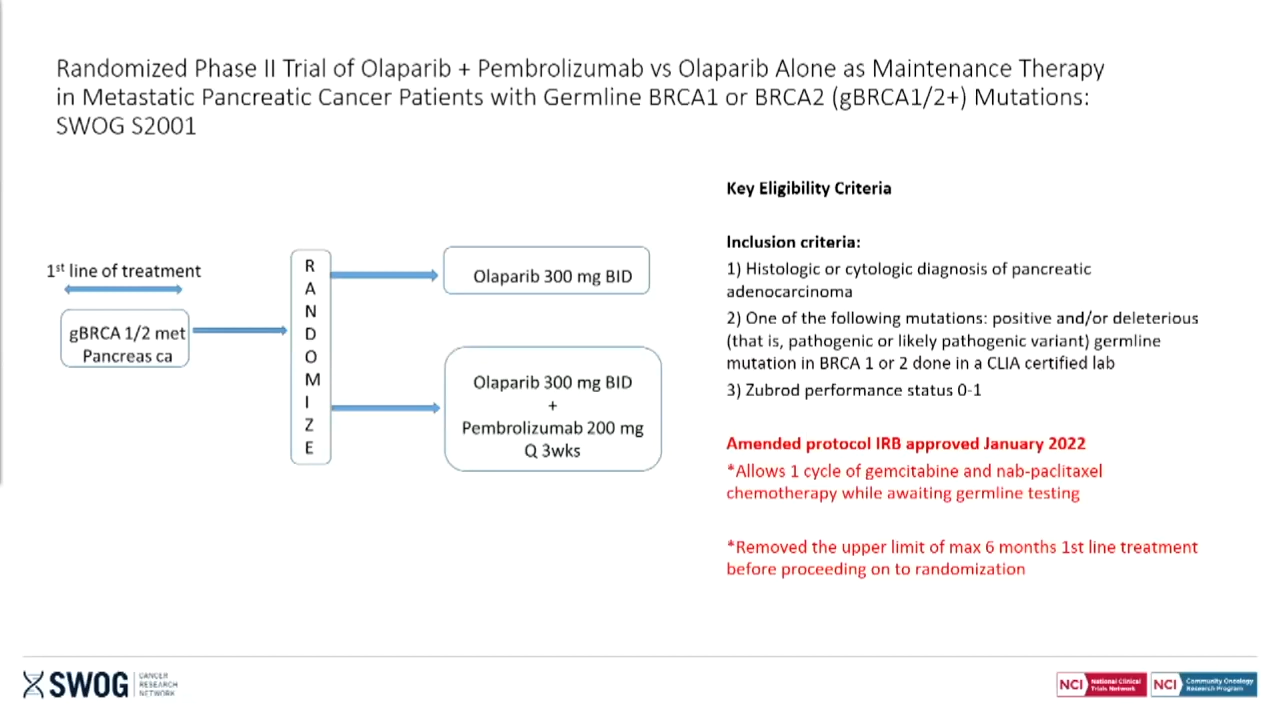 Randomized Phase II Trial of Olaparib + Pembrolizumab vs Olaparib Alone as Maintenance Therapy
in Metastatic Pancreatic Cancer Patients with Germline BRCA1 or BRCA2 (gBRCA1/2+) Mutations:
SWOG S2001
1st line of treatment
gBRCA 1/2 met
Pancreas ca
R
A
N
D
O
M
I
Z
E
Olaparib 300 mg BID
Olaparib 300 mg BID
+
Pembrolizumab 200 mg
Q 3wks
Key Eligibility Criteria
Inclusion criteria:
1) Histologic or cytologic diagnosis of pancreatic
adenocarcinoma
2) One of the following mutations: positive and/or deleterious
(that is, pathogenic or likely pathogenic variant) germline
mutation in BRCA 1 or 2 done in a CLIA certified lab
3) Zubrod performance status 0-1
Amended protocol IRB approved January 2022
*Allows 1 cycle of gemcitabine and nab-paclitaxel
chemotherapy while awaiting germline testing
*Removed the upper limit of max 6 months 1st line treatment
before proceeding on to randomization
SWOG
CANCER
RESEARCH
NETWORK
NCI
National Clinical
Trials Network
NCI
Community Oncology
Research Program